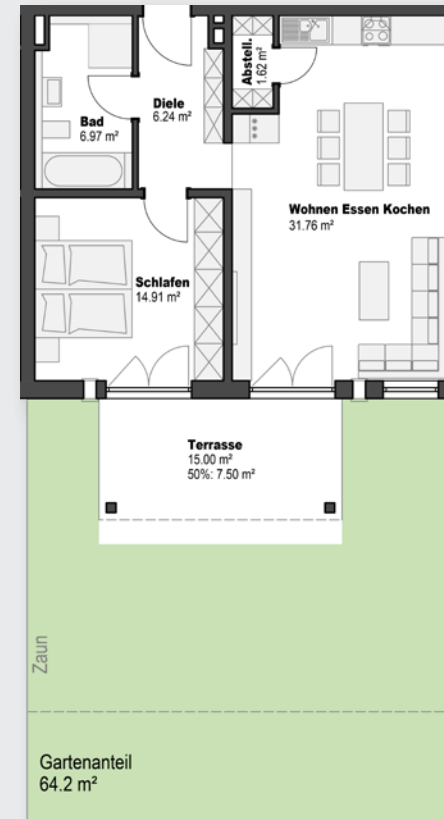 Abstell.
1.62 m²
Diele
6.24 m²
Bad
6.97 m²
Wohnen Essen Kochen
31.76 m²
Schlafen
14.91 m²
Terrasse
15.00 m²
50%: 7.50 m²
Zaun
Gartenanteil
64.2 m²